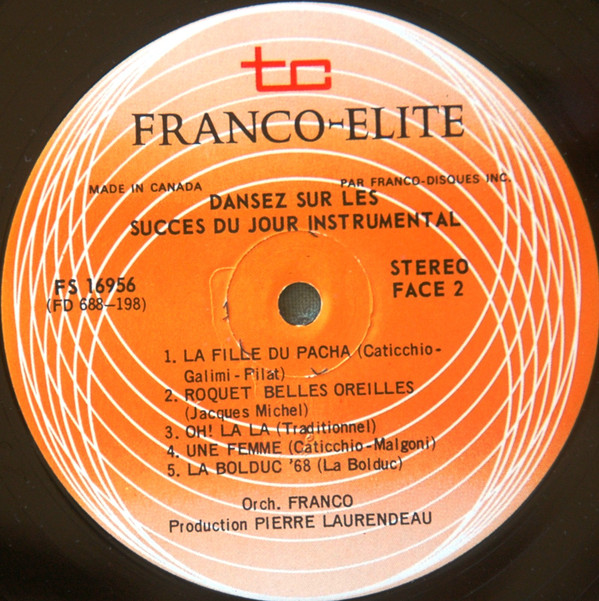 tc
FRANCO-ELITE
MADE IN CANADA
PAR FRANCO-DISQUES INC.
DANSEZ SUR LES
SUCCES DU JOUR INSTRUMENTAL
FS 16956
(FD 688-198)
STEREO
FACE 2
1. LA FILLE DU PACHA (Caticchio-
Galimi-Pilat)
2. ROQUET BELLES OREILLES
(Jacques Michel)
3. OH! LA LA (Traditionnel)
4. UNE FEMME (Caticchio-Malgoni)
5. LA BOLDUC '68 (La Bolduc)
Orch. FRANCO
Production PIERRE LAURENDEAU